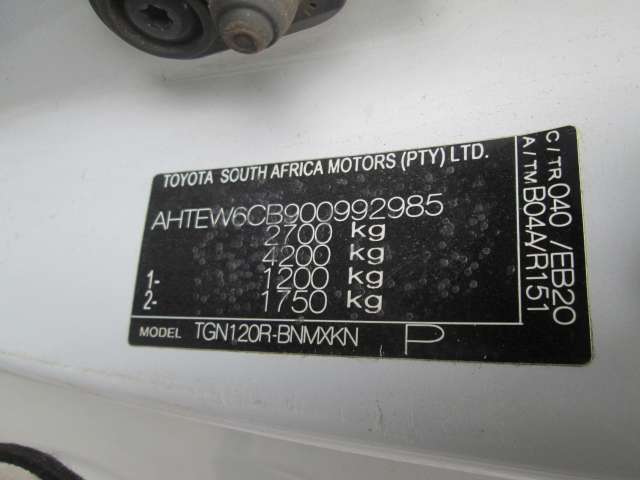 TOYOTA SOUTH AFRICA MOTORS (PTY) LTD.
AHTEW6CB900992985
2700 kg
4200 kg
1- 1200 kg
2- 1750 kg
MODEL TGN120R-BNMXKN P
C/TR 040 /EB20
A/TM B04A/R151